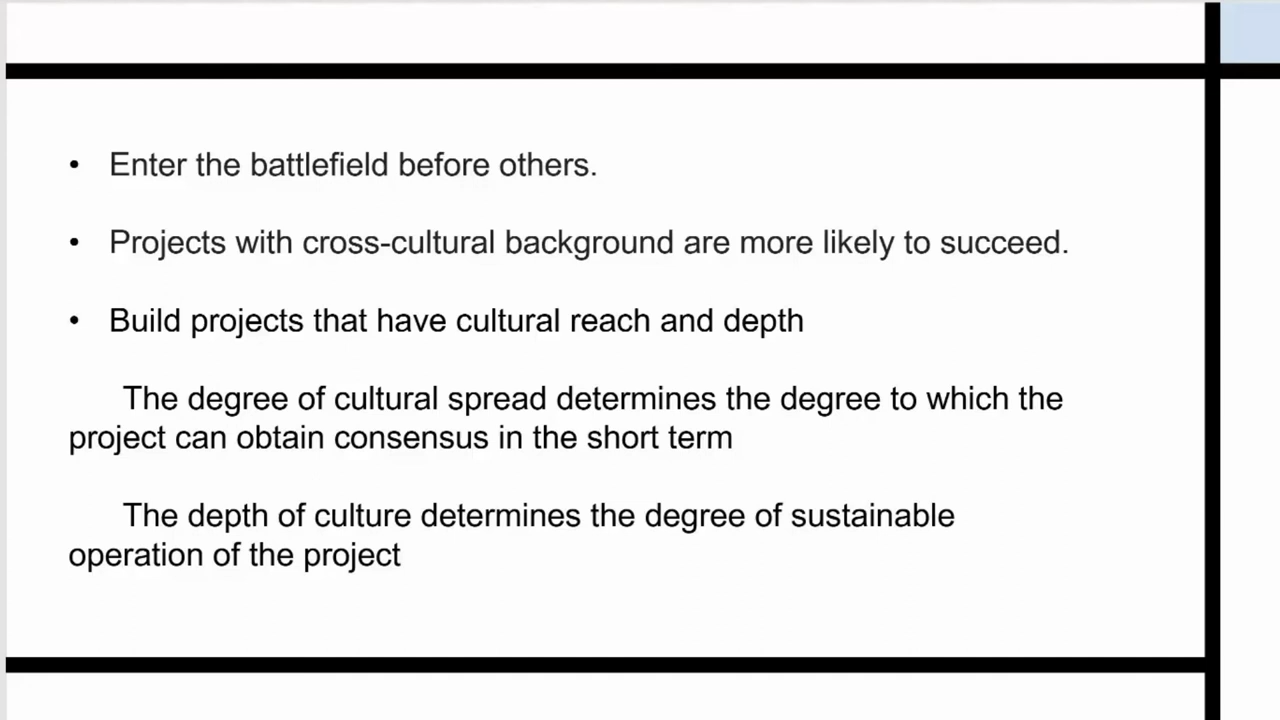 • Enter the battlefield before others.
• Projects with cross-cultural background are more likely to succeed.
• Build projects that have cultural reach and depth
The degree of cultural spread determines the degree to which the
project can obtain consensus in the short term
The depth of culture determines the degree of sustainable
operation of the project